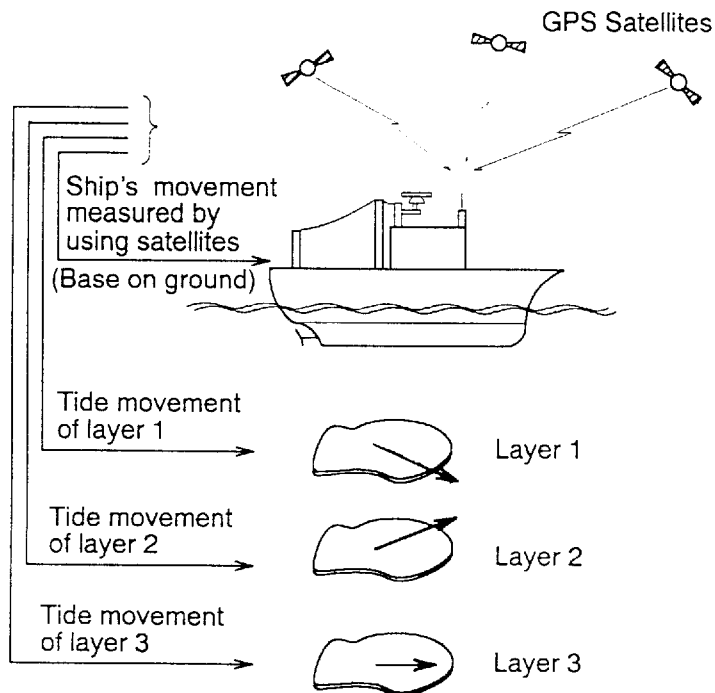 GPS Satellites
Ship's movement
measured by
using satellites
(Base on ground)
Tide movement
of layer 1
Layer 1
Tide movement
of layer 2
Layer 2
Tide movement
of layer 3
Layer 3